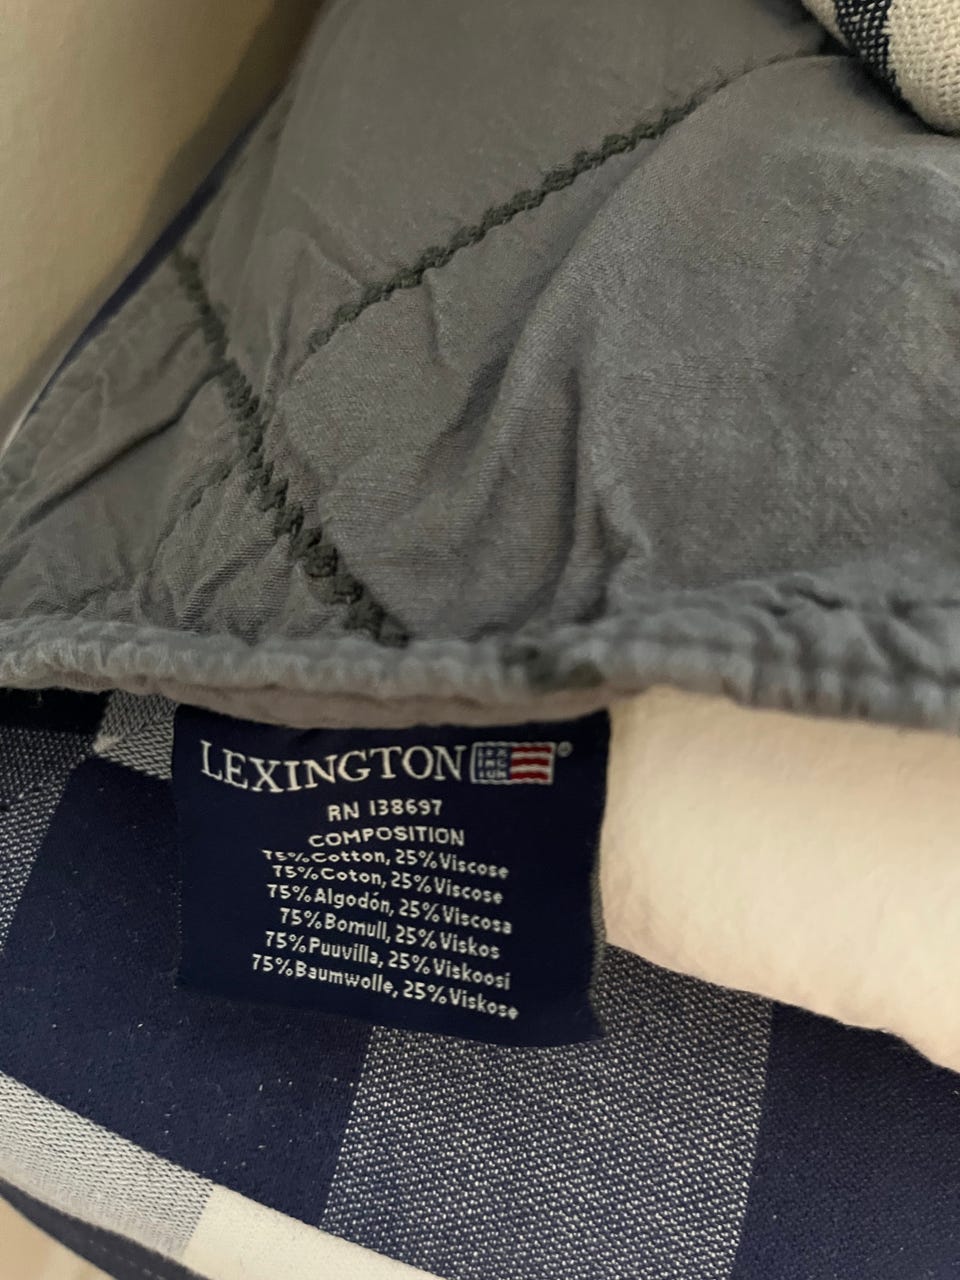 LEXINGTON
RN 138697
COMPOSITION
75%Cotton, 25%Viscose
75%Coton, 25%Viscose
75%Algodón, 25%Viscosa
75%Bomull, 25%Viskos
75%Puuvilla, 25%Viskoosi
75%Baumwolle, 25%Viskose